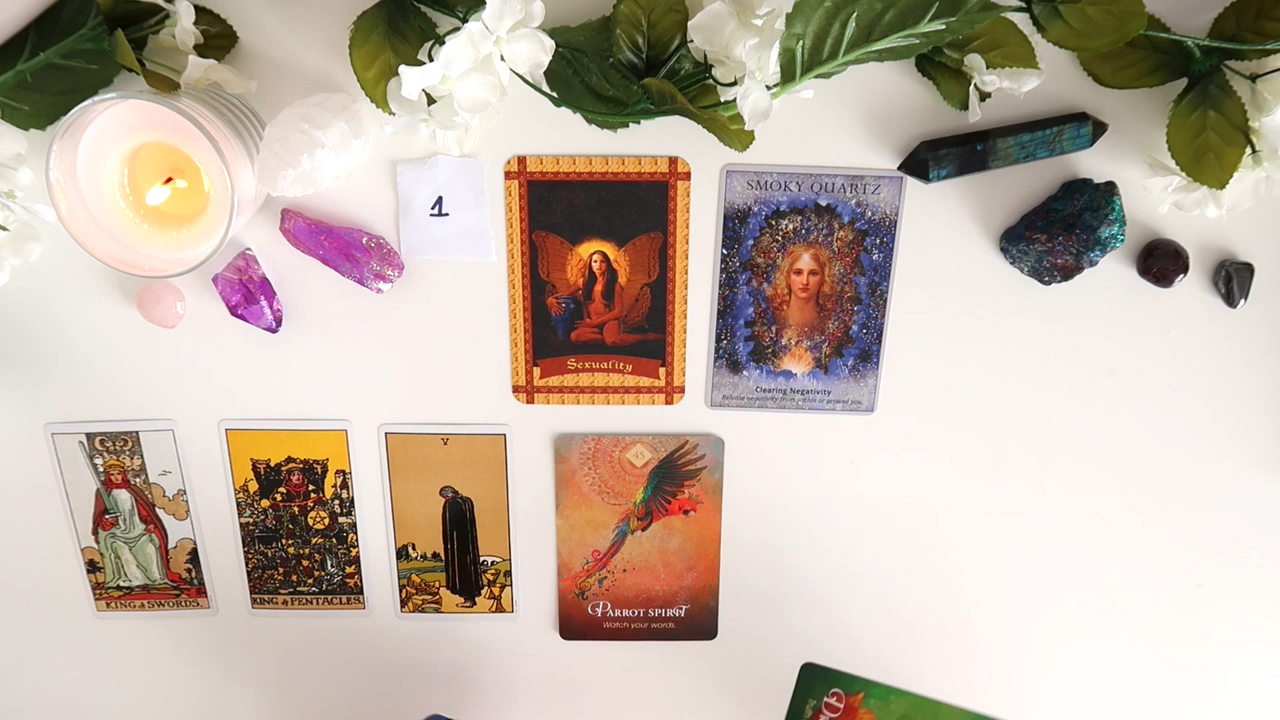 1
Sexuality
SMOKY QUARTZ
Clearing Negativity
Release negativity from within or around you.
KING of SWORDS.
KING of PENTACLES.
V
45
PARROT SPIRIT
Watch your words.